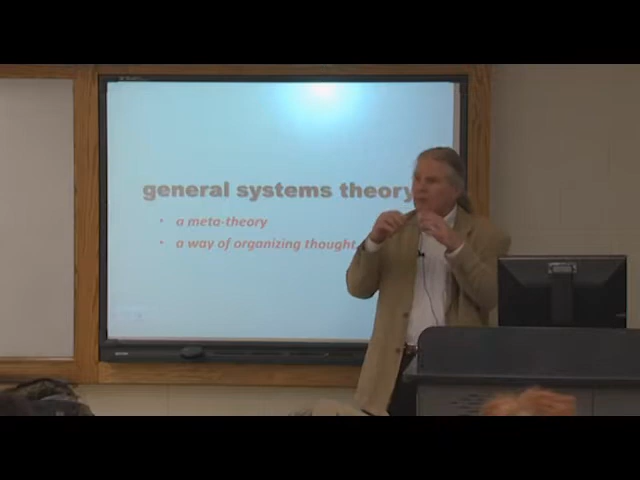 general systems theory
• a meta-theory
• a way of organizing thought